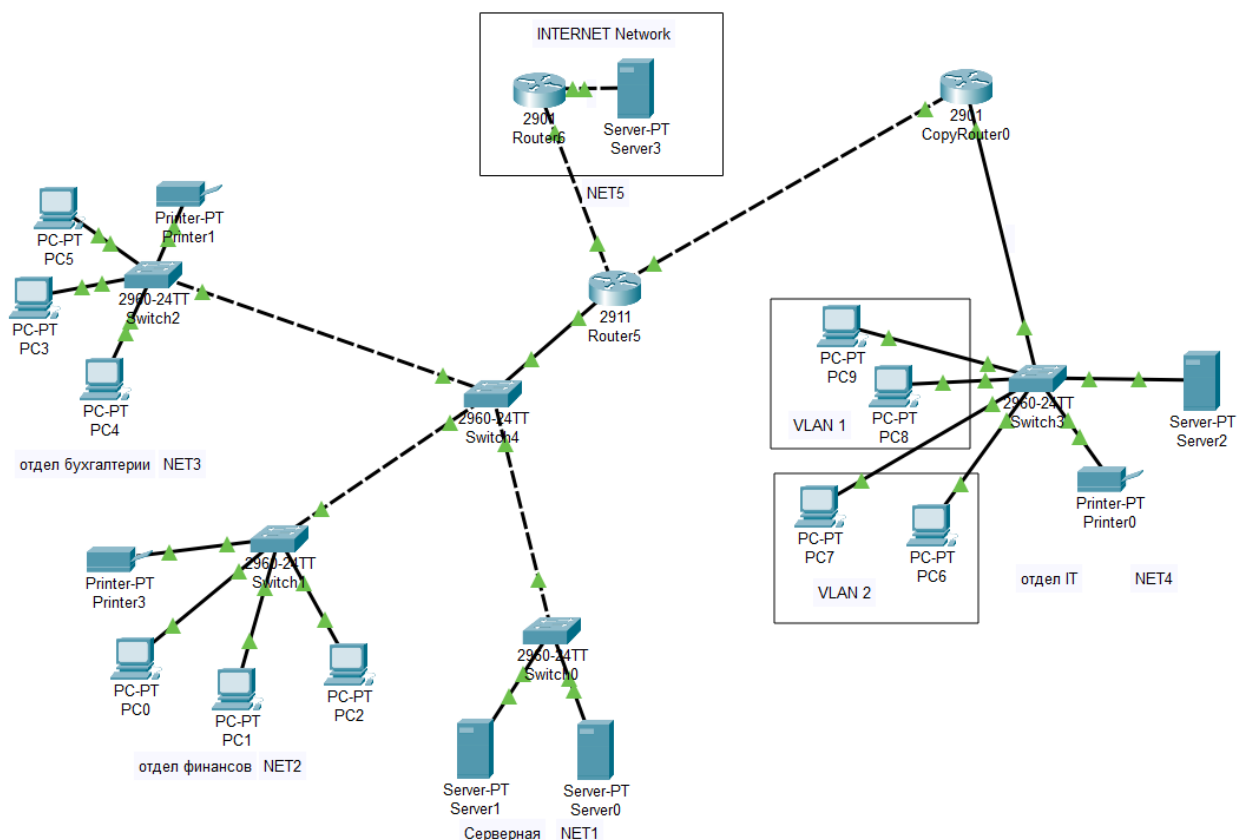 INTERNET Network
2901
Router6
Server-PT
Server3
NET5
2901
CopyRouter0
PC-PT
PC5
Printer-PT
Printer1
2960-24TT
Switch2
PC-PT
PC3
PC-PT
PC4
отдел бухгалтерии NET3
2911
Router5
2960-24TT
Switch4
PC-PT
PC9
VLAN 1
PC-PT
PC8
2960-24TT
Switch3
Server-PT
Server2
Printer-PT
Printer0
PC-PT
PC7
PC-PT
PC6
VLAN 2
отдел IT
NET4
2960-24TT
Switch1
Printer-PT
Printer3
PC-PT
PC0
PC-PT
PC1
PC-PT
PC2
отдел финансов NET2
2960-24TT
Switch0
Server-PT
Server1
Server-PT
Server0
Серверная NET1